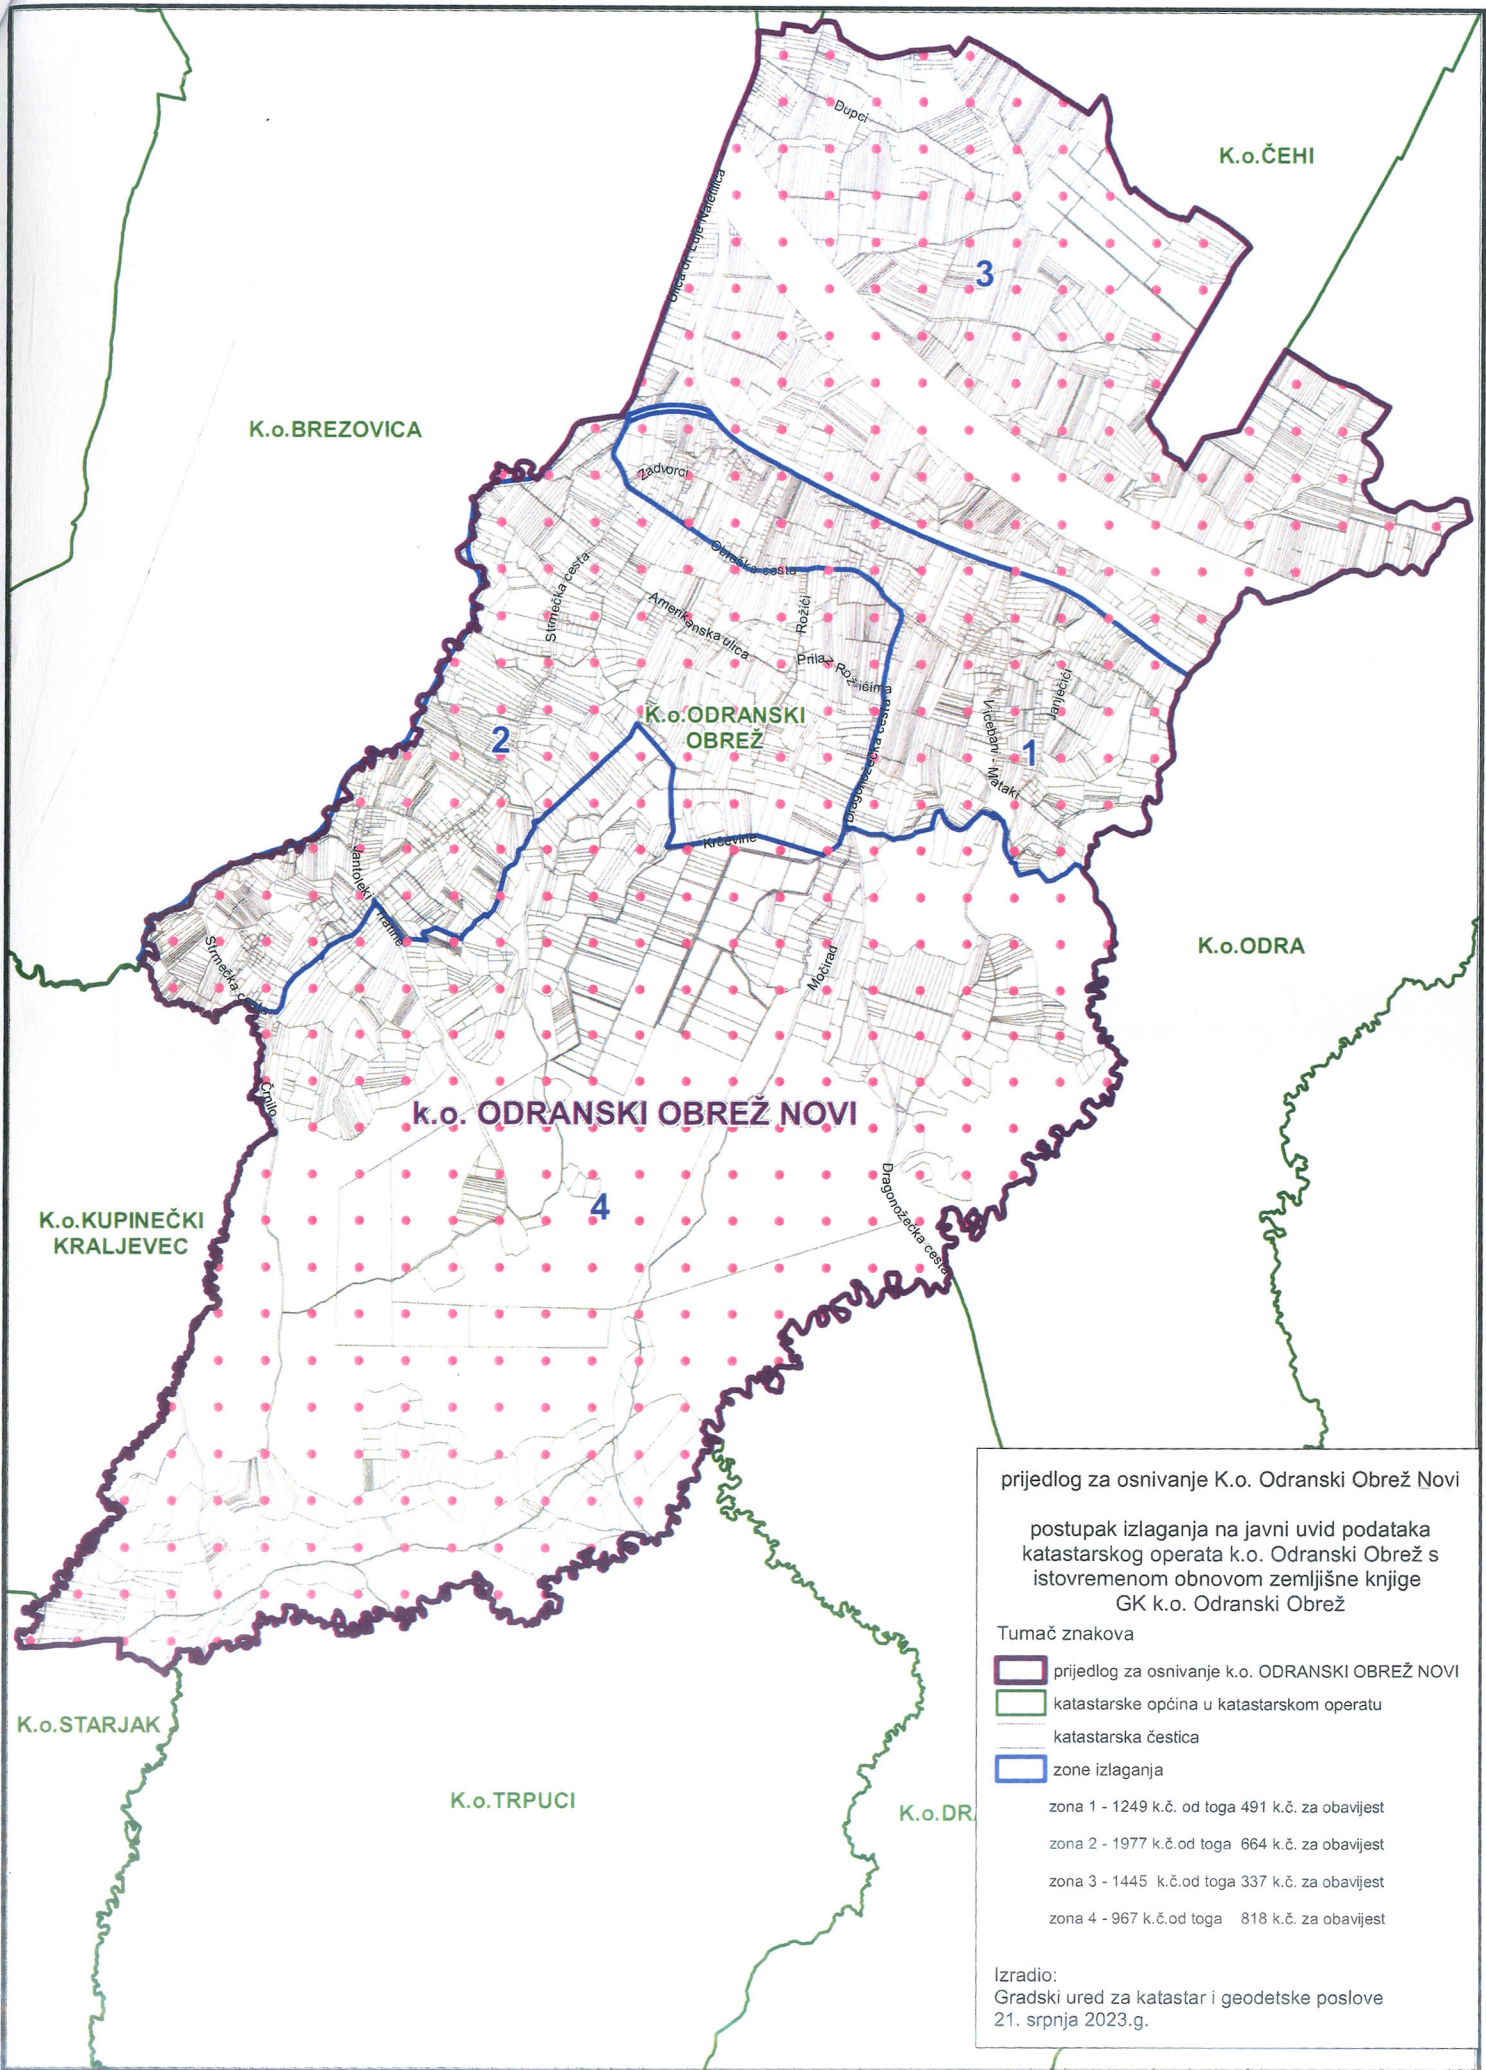 Dupci
K.o.ČEHI
Ulica dr. Luje Naletilića
3
K.o.BREZOVICA
Zadvorci
Obreška cesta
Strmečka cesta
Amerikanska ulica
Rožići
Prilaz Rožićima
Janječići
K.o.ODRANSKI
OBREŽ
Vicebani - Mataki
Dragonožečka cesta
2
1
Krčevine
Jantoleki
Tratine
Strmečka cesta
K.o.ODRA
Močirad
Črnilo
k.o. ODRANSKI OBREŽ NOVI
4
Dragonožečka cesta
K.o.KUPINEČKI
KRALJEVEC
K.o.STARJAK
K.o.TRPUCI
K.o.DR
prijedlog za osnivanje K.o. Odranski Obrež Novi
postupak izlaganja na javni uvid podataka
katastarskog operata k.o. Odranski Obrež s
istovremenom obnovom zemljišne knjige
GK k.o. Odranski Obrež
Tumač znakova
prijedlog za osnivanje k.o. ODRANSKI OBREŽ NOVI
katastarske općina u katastarskom operatu
katastarska čestica
zone izlaganja
zona 1 - 1249 k.č. od toga 491 k.č. za obavijest
zona 2 - 1977 k.č.od toga 664 k.č. za obavijest
zona 3 - 1445 k.č.od toga 337 k.č. za obavijest
zona 4 - 967 k.č.od toga 818 k.č. za obavijest
Izradio:
Gradski ured za katastar i geodetske poslove
21. srpnja 2023.g.